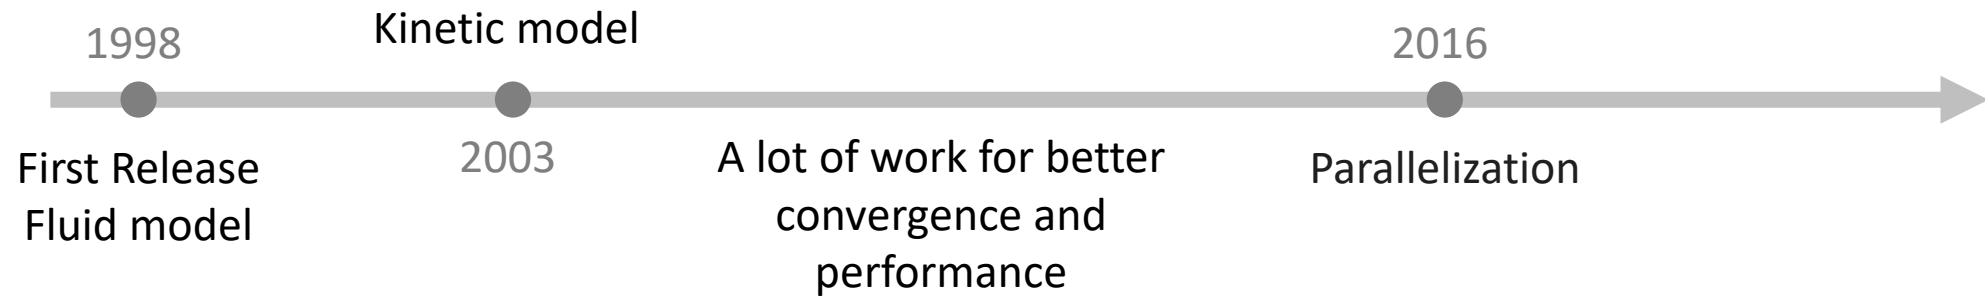 1998
First Release
Fluid model
Kinetic model
2003
A lot of work for better
convergence and
performance
2016
Parallelization